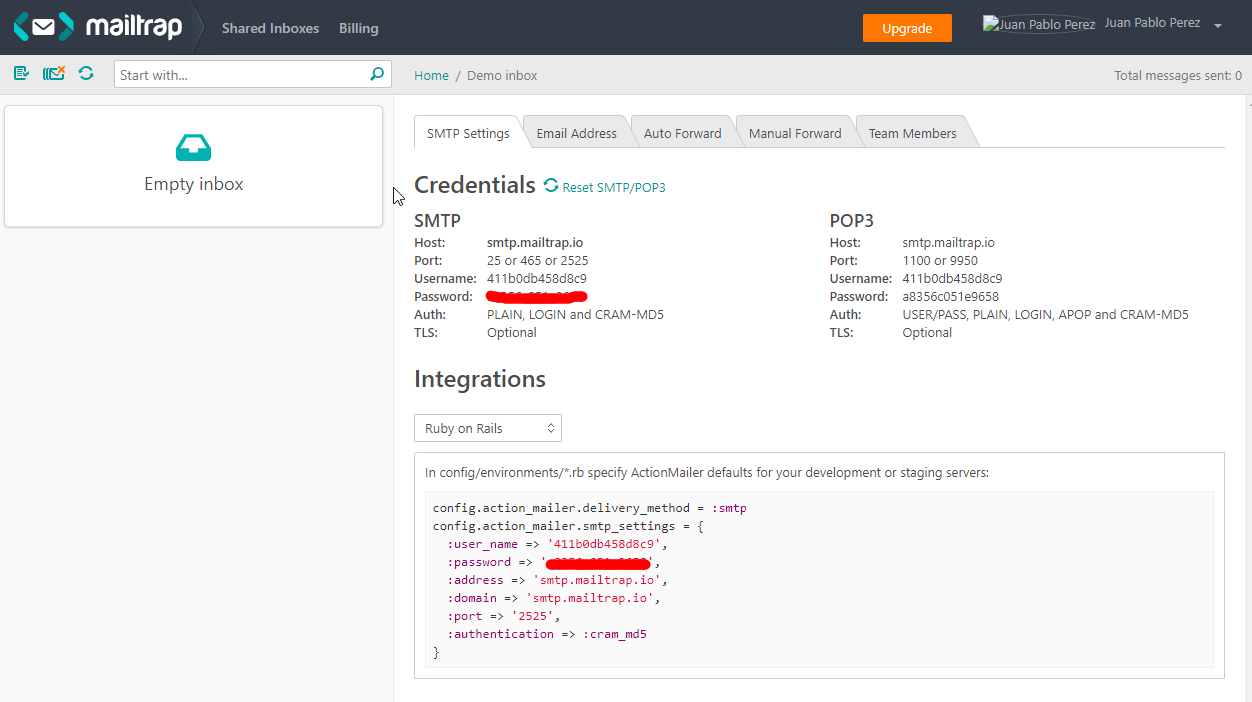 mailtrap
Shared Inboxes
Billing
Upgrade
Juan Pablo Perez
Juan Pablo Perez
Start with...
Home / Demo inbox
Total messages sent: 0
Empty inbox
SMTP Settings
Email Address
Auto Forward
Manual Forward
Team Members
Credentials
Reset SMTP/POP3
SMTP
Host: smtp.mailtrap.io
Port: 25 or 465 or 2525
Username: 411b0db458d8c9
Password:
Auth: PLAIN, LOGIN and CRAM-MD5
TLS: Optional
POP3
Host: smtp.mailtrap.io
Port: 1100 or 9950
Username: 411b0db458d8c9
Password: a8356c051e9658
Auth: USER/PASS, PLAIN, LOGIN, APOP and CRAM-MD5
TLS: Optional
Integrations
Ruby on Rails
In config/environments/*.rb specify ActionMailer defaults for your development or staging servers:
config.action_mailer.delivery_method = :smtp
config.action_mailer.smtp_settings = {
:user_name => '411b0db458d8c9',
:password => '',
:address => 'smtp.mailtrap.io',
:domain => 'smtp.mailtrap.io',
:port => '2525',
:authentication => :cram_md5
}